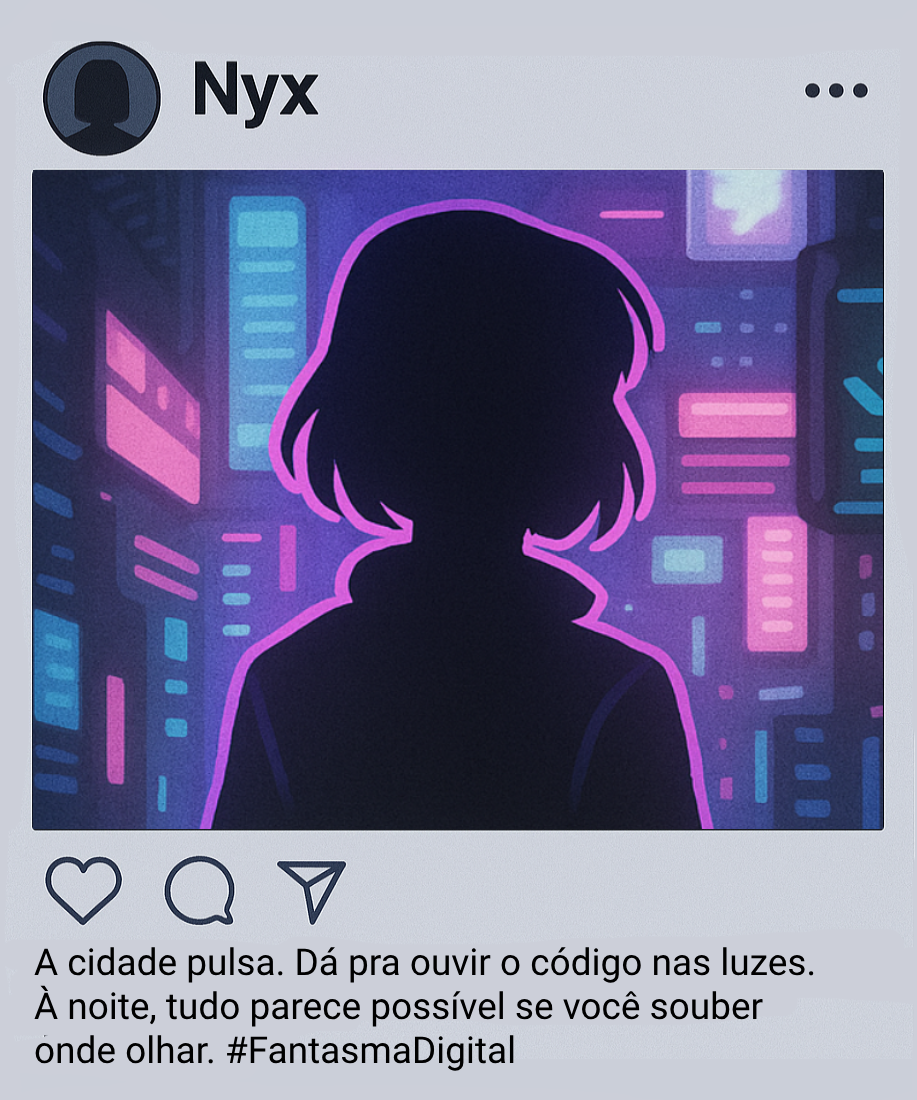 Nyx
A cidade pulsa. Dá pra ouvir o código nas luzes.
À noite, tudo parece possível se você souber
onde olhar. #FantasmaDigital